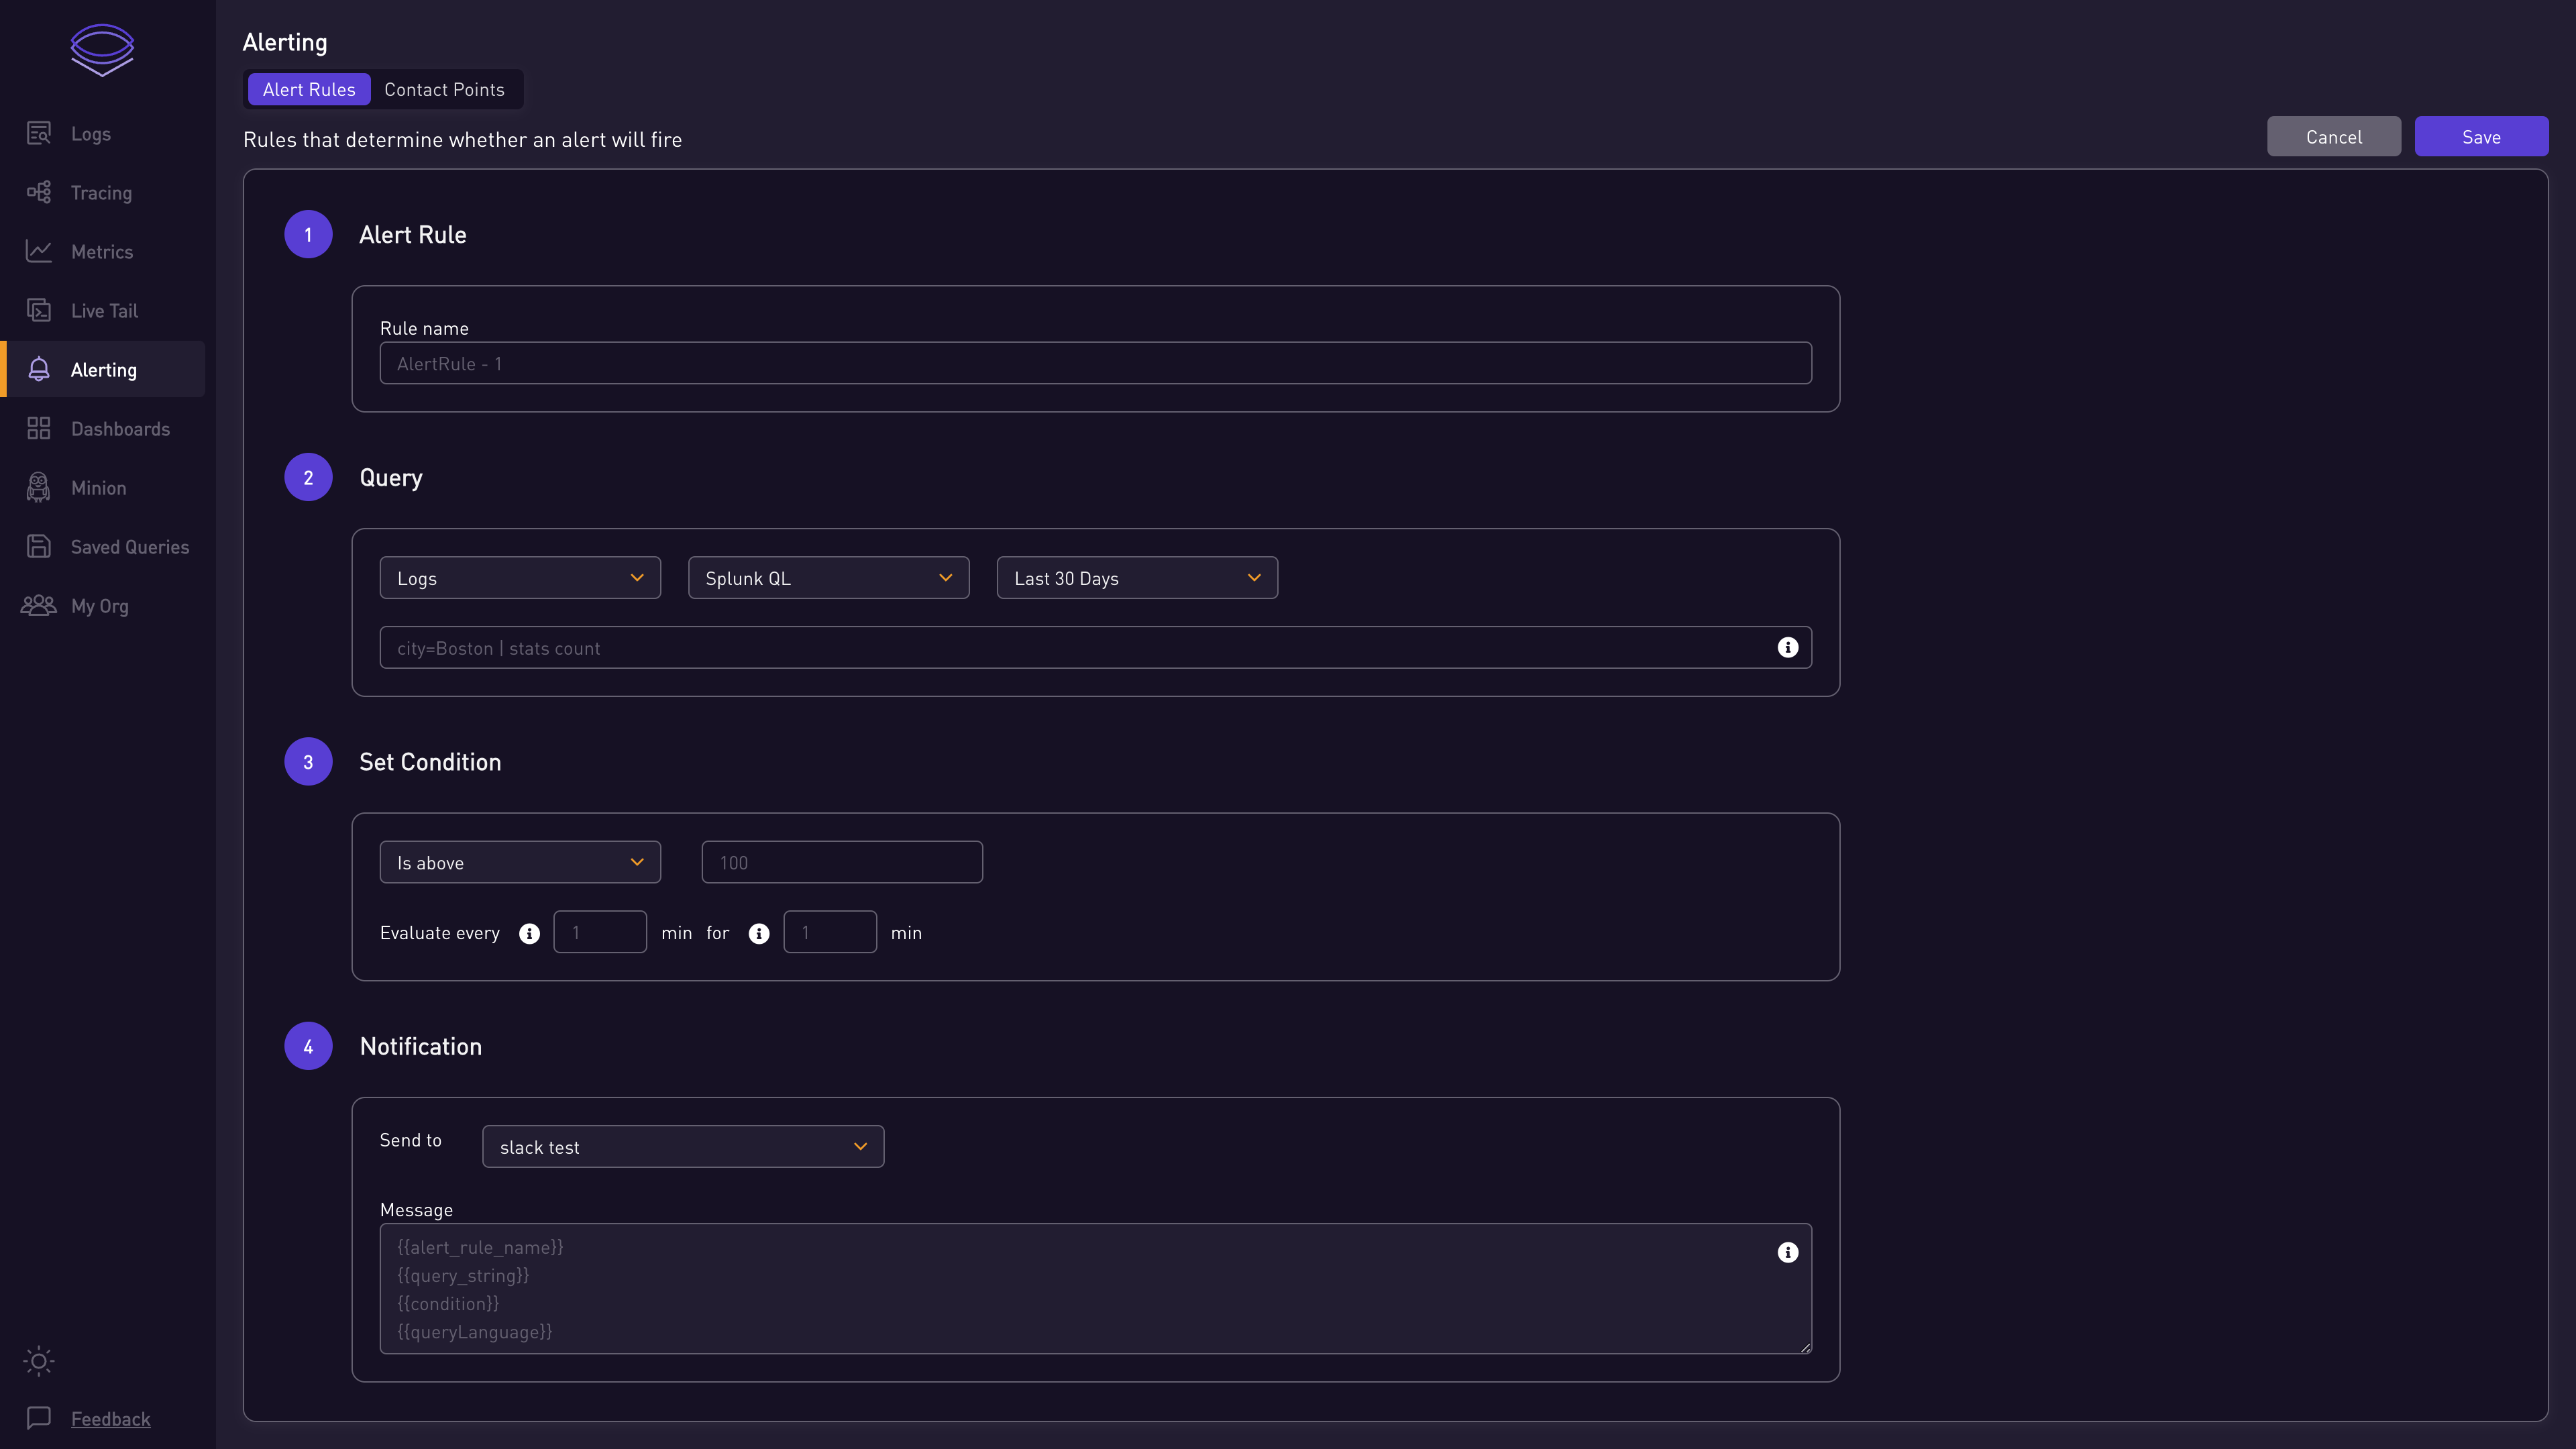 Logs
Tracing
Metrics
Live Tail
Alerting
Dashboards
Minion
Saved Queries
My Org
Feedback
Alerting
Alert Rules Contact Points
Rules that determine whether an alert will fire
Cancel Save
1 Alert Rule
Rule name
AlertRule - 1
2 Query
Logs Splunk QL Last 30 Days
city=Boston | stats count
3 Set Condition
Is above 100
Evaluate every 1 min for 1 min
4 Notification
Send to slack test
Message
{{alert_rule_name}}
{{query_string}}
{{condition}}
{{queryLanguage}}